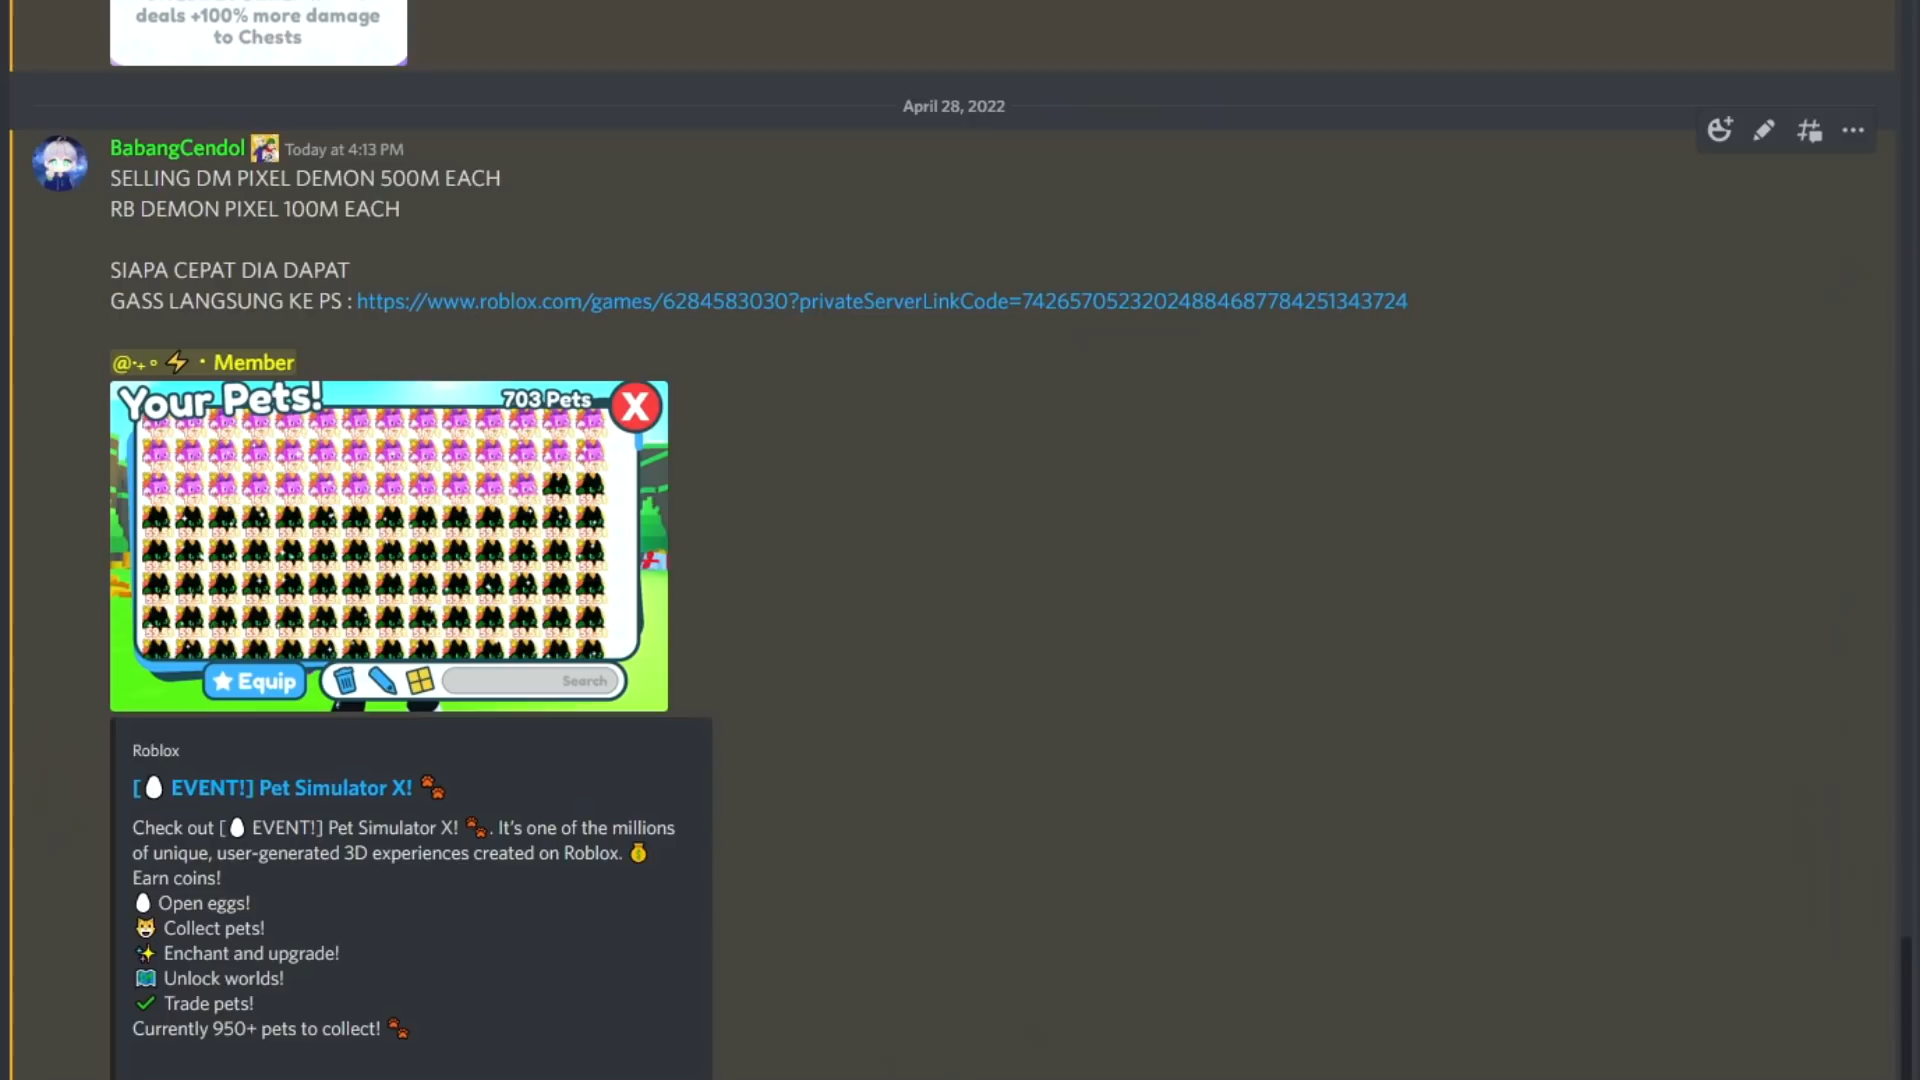 deals +100% more damage
to Chests
April 28, 2022
BabangCendol Today at 4:13 PM
SELLING DM PIXEL DEMON 500M EACH
RB DEMON PIXEL 100M EACH
SIAPA CEPAT DIA DAPAT
GASS LANGSUNG KE PS : https://www.roblox.com/games/6284583030?privateServerLinkCode=74265705232024884687784251343724
@·₊∘ ⚡ · Member
Your Pets!
703 Pets
X
Equip
Search
Roblox
[🥚 EVENT!] Pet Simulator X! 🐾
Check out [🥚 EVENT!] Pet Simulator X! 🐾. It's one of the millions
of unique, user-generated 3D experiences created on Roblox. 💰
Earn coins!
🥚 Open eggs!
😺 Collect pets!
✨ Enchant and upgrade!
🗺️ Unlock worlds!
✔️ Trade pets!
Currently 950+ pets to collect! 🐾